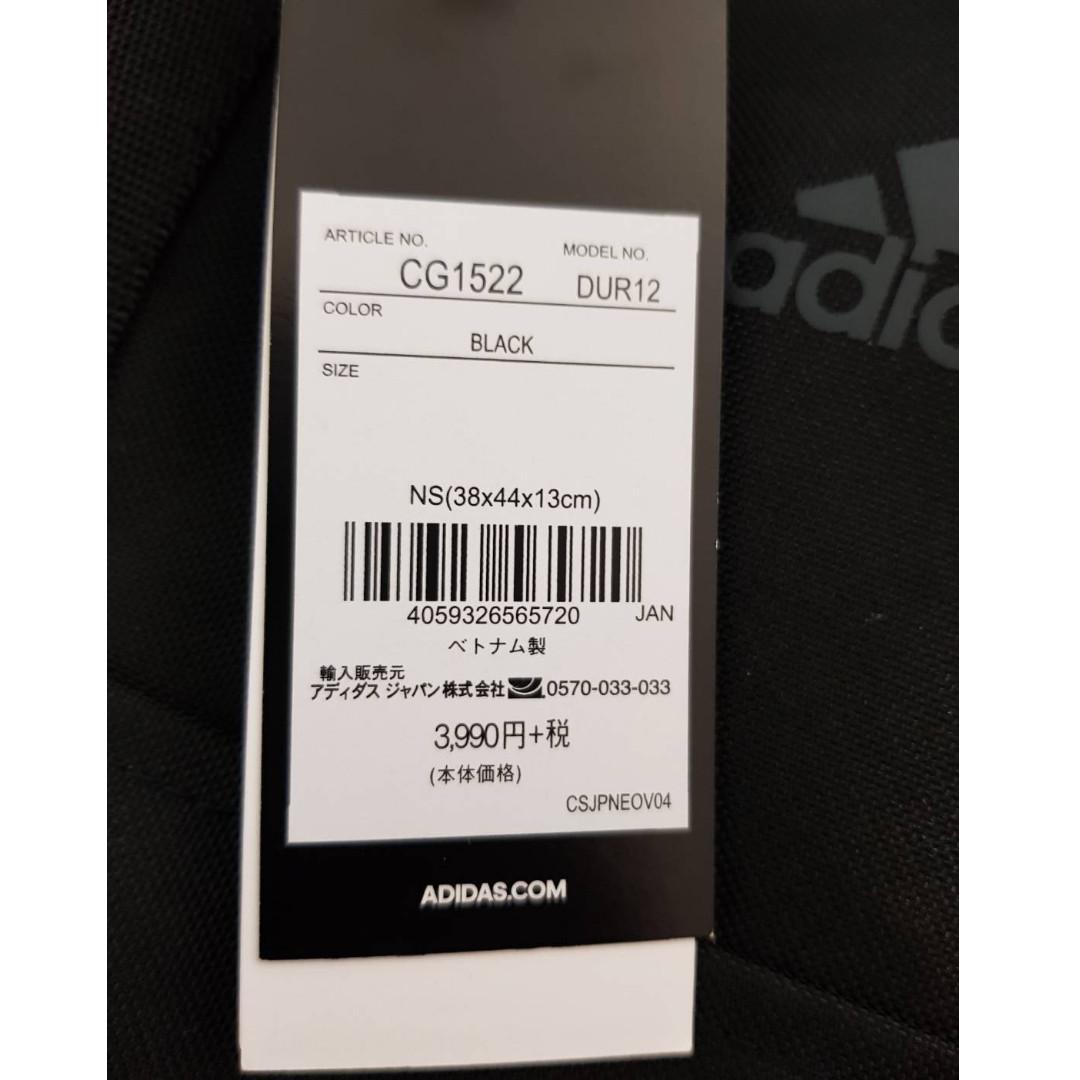 ARTICLE NO.
MODEL NO.
CG1522
DUR12
COLOR
BLACK
SIZE
NS(38x44x13cm)
4059326565720
JAN
ベトナム製
輸入販売元
アディダス ジャパン株式会社 0570-033-033
3,990円+税
(本体価格)
CSJPNEOV04
ADIDAS.COM
adid